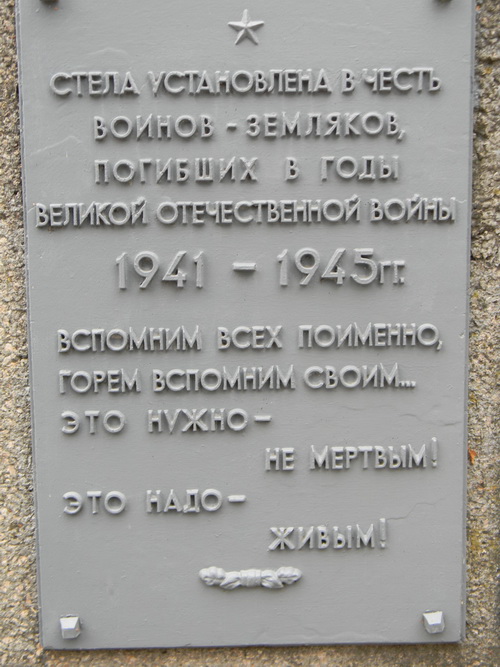 СТЕЛА УСТАНОВЛЕНА В ЧЕСТЬ
ВОИНОВ - ЗЕМЛЯКОВ,
ПОГИБШИХ В ГОДЫ
ВЕЛИКОЙ ОТЕЧЕСТВЕННОЙ ВОЙНЫ
1941 - 1945гг.
ВСПОМНИМ ВСЕХ ПОИМЕННО,
ГОРЕМ ВСПОМНИМ СВОИМ...
ЭТО НУЖНО -
НЕ МЕРТВЫМ!
ЭТО НАДО -
ЖИВЫМ!